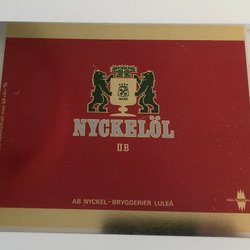 NYCKELÖL
II B
AB NYCKEL-BRYGGERIER LULEÅ